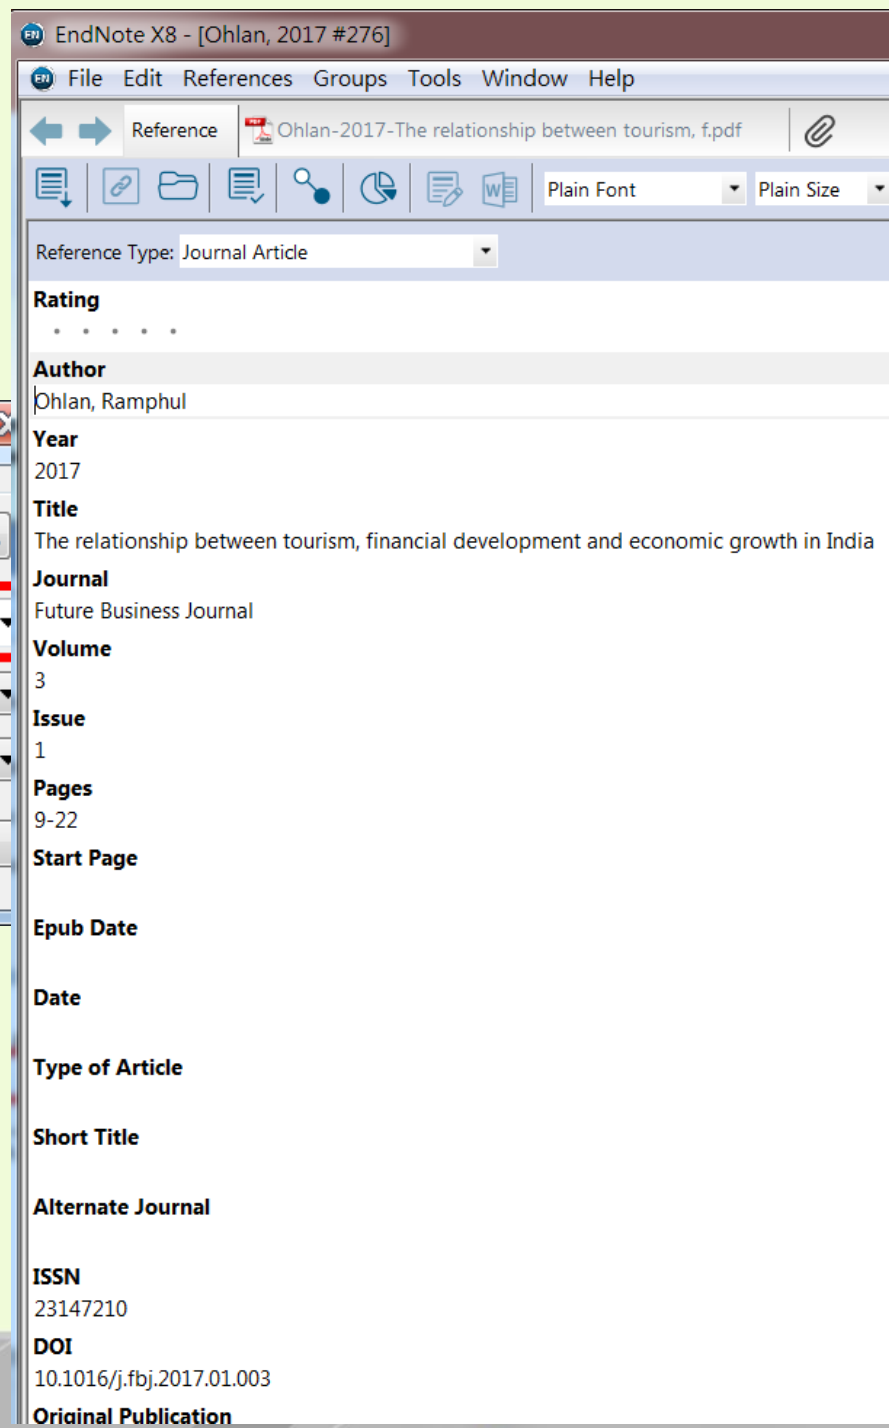 EndNote X8 - [Ohlan, 2017 #276]
File Edit References Groups Tools Window Help
Reference Ohlan-2017-The relationship between tourism, f.pdf
Plain Font Plain Size
Reference Type: Journal Article
Rating
Author
Ohlan, Ramphul
Year
2017
Title
The relationship between tourism, financial development and economic growth in India
Journal
Future Business Journal
Volume
3
Issue
1
Pages
9-22
Start Page
Epub Date
Date
Type of Article
Short Title
Alternate Journal
ISSN
23147210
DOI
10.1016/j.fbj.2017.01.003
Original Publication